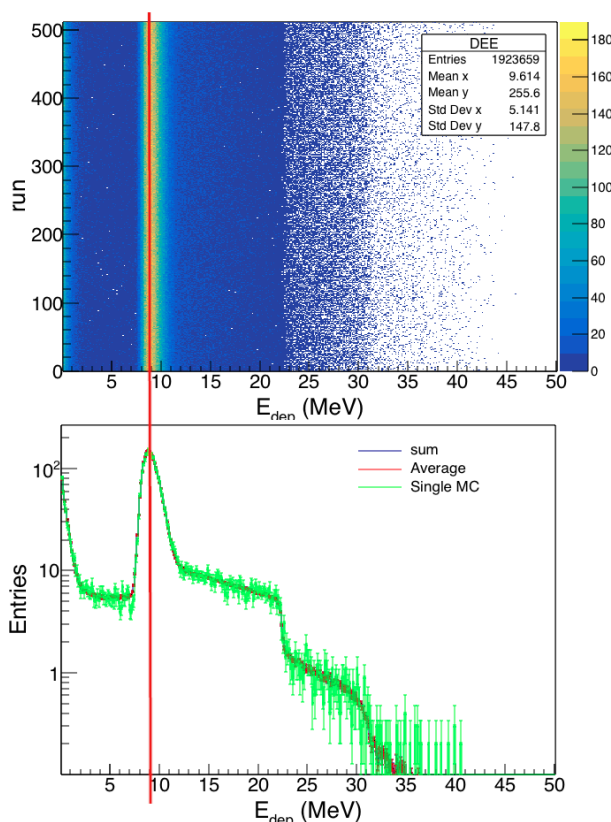 500
400
300
200
100
0
run
DEE
Entries 1923659
Mean x 9.614
Mean y 255.6
Std Dev x 5.141
Std Dev y 147.8
180
160
140
120
100
80
60
40
20
0
5 10 15 20 25 30 35 40 45 50
E_dep (MeV)
sum
Average
Single MC
10²
10
1
Entries
0 5 10 15 20 25 30 35 40 45 50
E_dep (MeV)